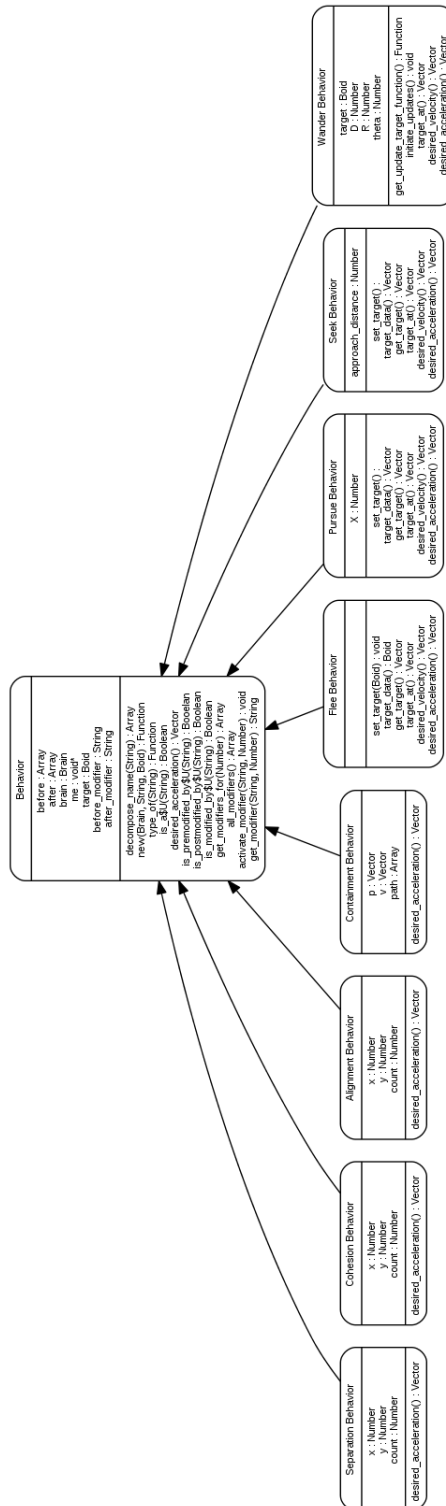 Behavior
before : Array
after : Array
brain : Brain
me : void*
target : Boid
before_modifier : String
after_modifier : String
decompose_name(String) : Array
new(Brain, String, Boid) : Function
type_of(String) : Function
is_a$U(String) : Boolean
desired_acceleration() : Vector
is_premodified_by$U(String) : Booelan
is_postmodified_by$U(String) : Boolean
is_modified_by$U(String) : Boolean
get_modifiers_for(Number) : Array
all_modifiers() : Array
activate_modifier(String, Number) : void
get_modifier(String, Number) : String
Separation Behavior
x : Number
y : Number
count : Number
desired_acceleration() : Vector
Cohesion Behavior
x : Number
y : Number
count : Number
desired_acceleration() : Vector
Alignment Behavior
x : Number
y : Number
count : Number
desired_acceleration() : Vector
Containment Behavior
p : Vector
v : Vector
path : Array
desired_acceleration() : Vector
Flee Behavior
set_target(Boid) : void
target_data() : Boid
get_target() : Vector
target_at() : Vector
desired_velocity() : Vector
desired_acceleration() : Vector
Pursue Behavior
X : Number
set_target() :
target_data() : Vector
get_target() : Vector
target_at() : Vector
desired_velocity() : Vector
desired_acceleration() : Vector
Seek Behavior
approach_distance : Number
set_target() :
target_data() : Vector
get_target() : Vector
target_at() : Vector
desired_velocity() : Vector
desired_acceleration() : Vector
Wander Behavior
target : Boid
D : Number
R : Number
theta : Number
get_update_target_function() : Function
initiate_updates() : void
target_at() : Vector
desired_velocity() : Vector
desired_acceleration() : Vector